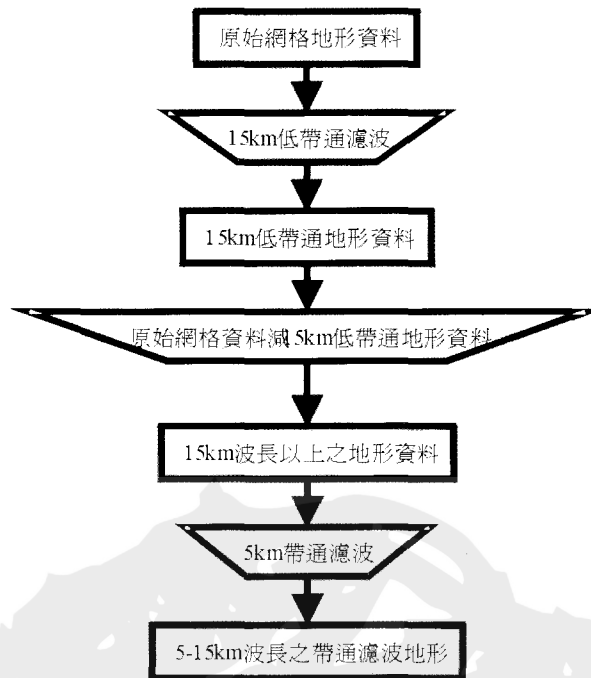 原始網格地形資料
15km低帶通濾波
15km低帶通地形資料
原始網格資料減15km低帶通地形資料
15km波長以上之地形資料
5km帶通濾波
5-15km波長之帶通濾波地形